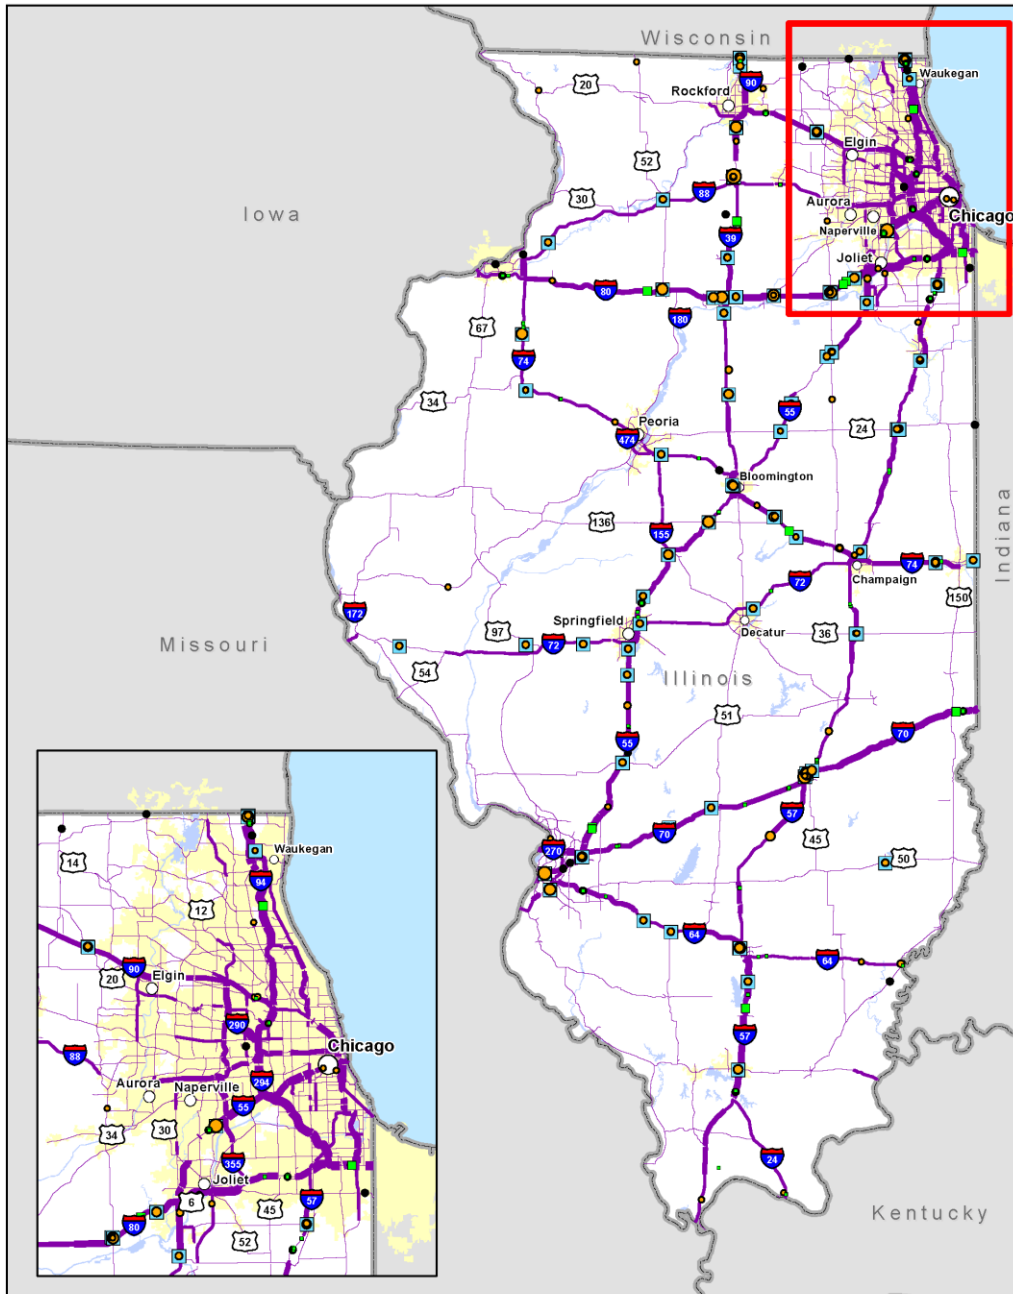 Wisconsin
90
Waukegan
20
Rockford
Elgin
52
88
30
Iowa
Aurora
Chicago
Naperville
39
Joliet
80
67
180
74
34
55
Peoria
24
474
Bloomington
136
155
Indiana
74
72
Champaign
150
172
Springfield
97
Decatur
36
Missouri
72
54
Illinois
51
55
70
57
70
45
270
50
64
64
57
24
Kentucky
Waukegan
14
94
12
90
20
Elgin
290
Chicago
88
294
Aurora
Naperville
55
34
30
355
Joliet
6
45
57
80
52